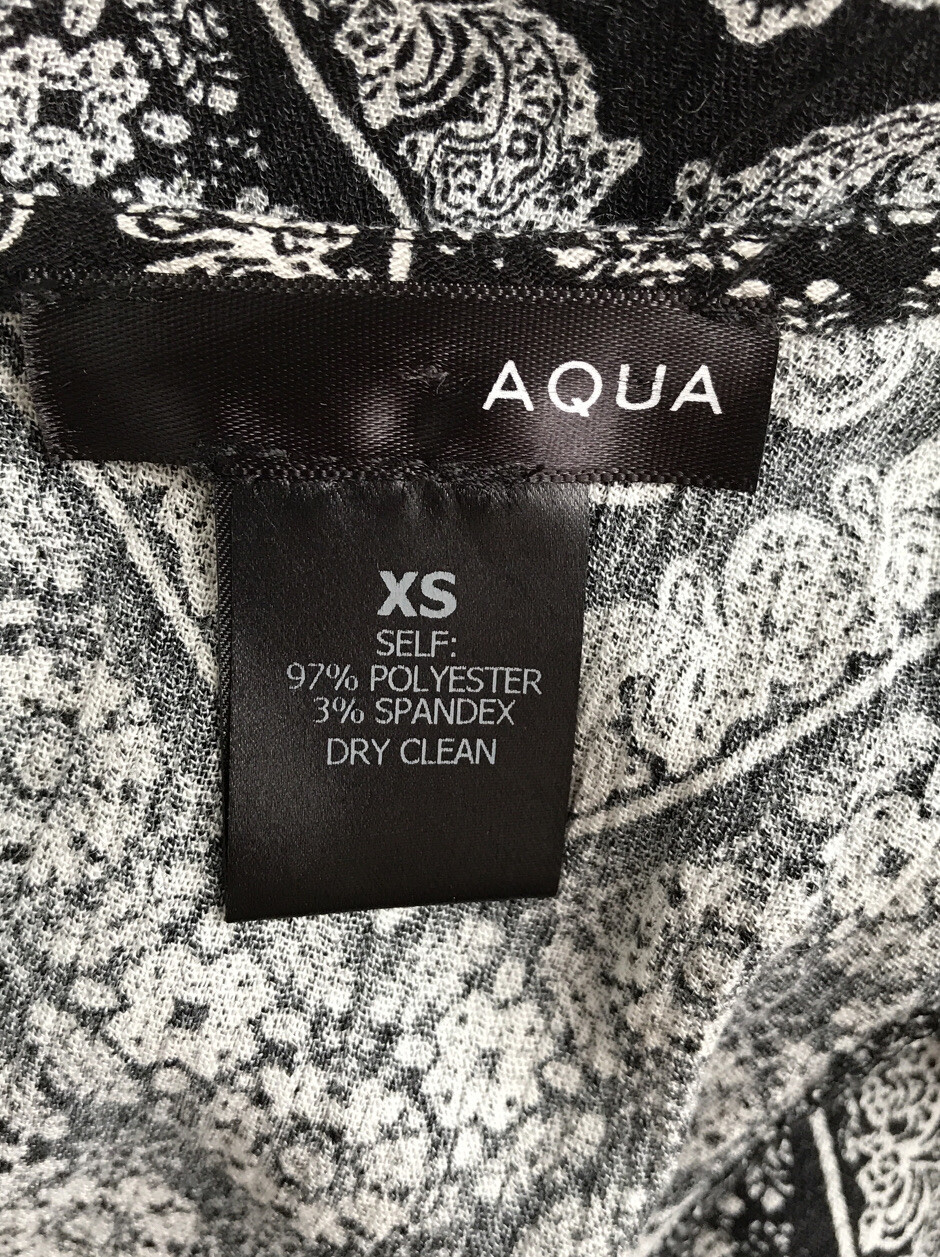 AQUA
XS
SELF:
97% POLYESTER
3% SPANDEX
DRY CLEAN